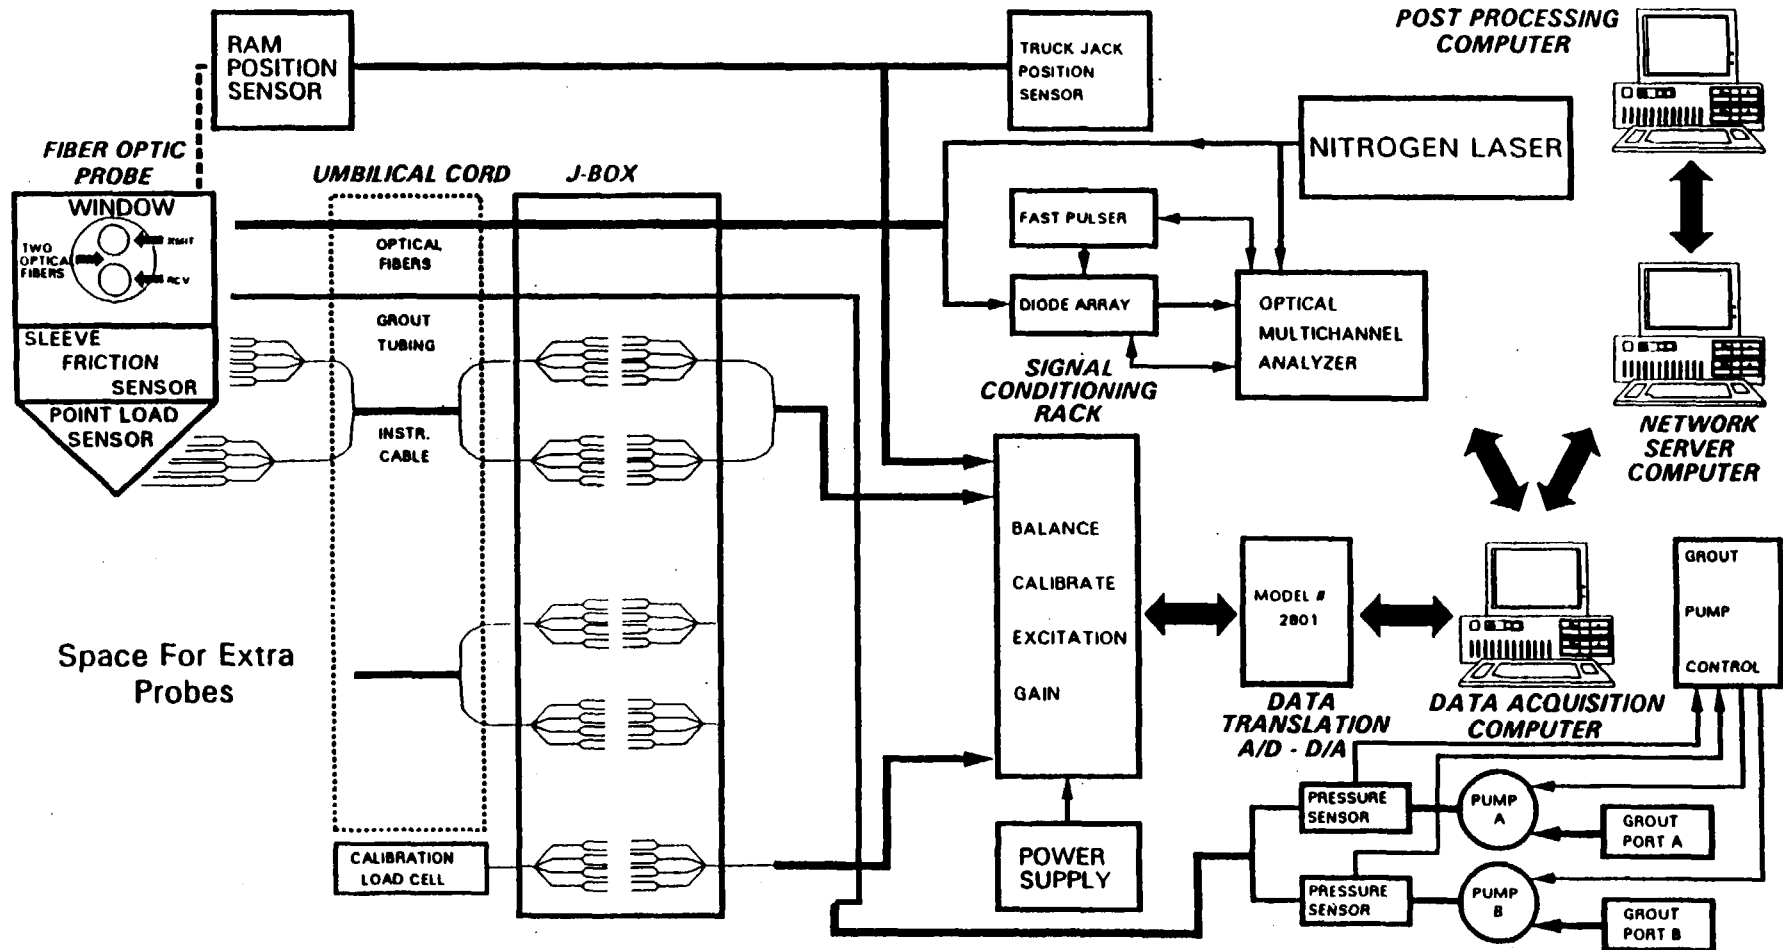 POST PROCESSING
COMPUTER
RAM
POSITION
SENSOR
TRUCK JACK
POSITION
SENSOR
NITROGEN LASER
FIBER OPTIC
PROBE
UMBILICAL CORD
J-BOX
WINDOW
XMIT
TWO
OPTICAL
FIBERS
RCV
OPTICAL
FIBERS
FAST PULSER
DIODE ARRAY
OPTICAL
MULTICHANNEL
ANALYZER
GROUT
TUBING
SLEEVE
FRICTION
SENSOR
POINT LOAD
SENSOR
INSTR.
CABLE
SIGNAL
CONDITIONING
RACK
NETWORK
SERVER
COMPUTER
BALANCE
CALIBRATE
EXCITATION
GAIN
MODEL #
2801
GROUT
PUMP
CONTROL
Space For Extra
Probes
DATA
TRANSLATION
A/D - D/A
DATA ACQUISITION
COMPUTER
PRESSURE
SENSOR
PUMP
A
GROUT
PORT A
CALIBRATION
LOAD CELL
POWER
SUPPLY
PRESSURE
SENSOR
PUMP
B
GROUT
PORT B